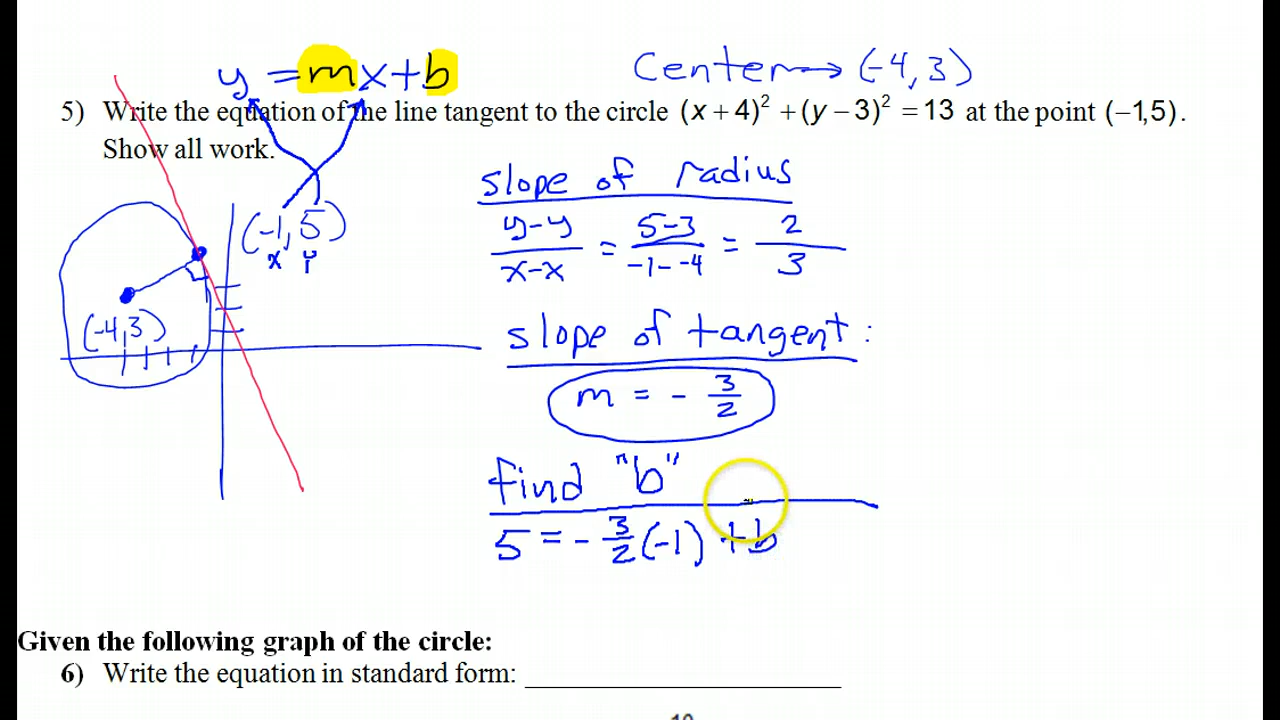 y = mx+b
Center → (-4,3)
5) Write the equation of the line tangent to the circle (x + 4)² + (y − 3)² = 13 at the point (−1,5).
Show all work.
slope of radius
(-1, 5)
x y
y-y / x-x = 5-3 / -1--4 = 2 / 3
(-4,3)
slope of tangent:
m = - 3/2
find "b"
5 = - 3/2 (-1) + b
Given the following graph of the circle:
6) Write the equation in standard form: ____________________